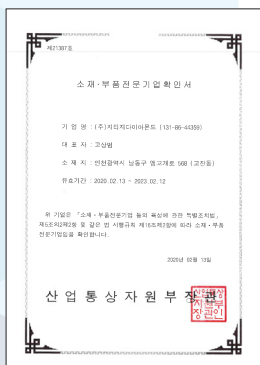 제21387호
소재·부품전문기업확인서
기 업 명 : (주)지티지다이아몬드 (131-86-44359)
대 표 자 : 고상범
소 재 지 : 인천광역시 남동구 앵고개로 568 (고잔동)
유효기간 : 2020.02.13 - 2023.02.12
위 기업은 「소재·부품전문기업 등의 육성에 관한 특별조치법」
제5조의2제2항 및 같은 법 시행규칙 제16조제2항에 따라 소재·부품
전문기업임을 확인합니다.
2020년 02월 13일
산업통상자원부장관